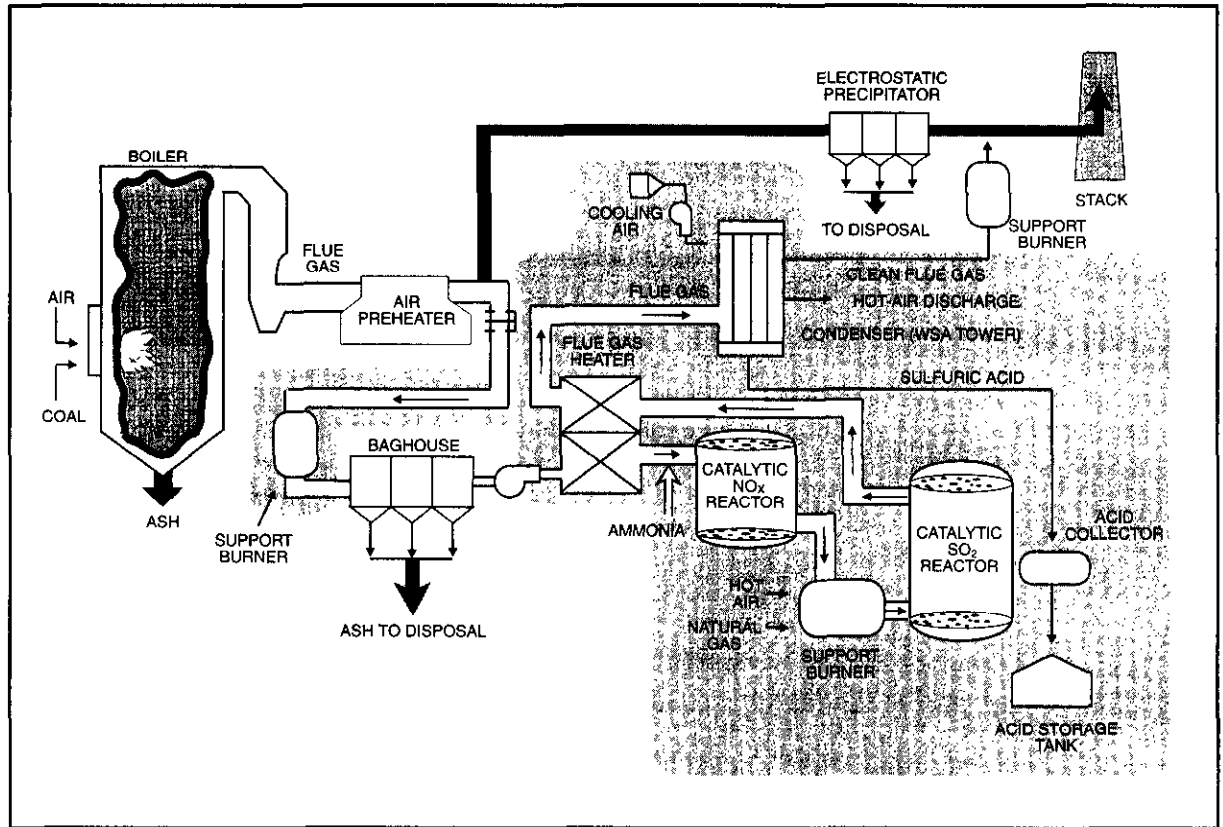 ELECTROSTATIC
PRECIPITATOR
BOILER
STACK
COOLING
AIR
TO DISPOSAL
SUPPORT
BURNER
FLUE
GAS
CLEAN FLUE GAS
AIR
FLUE GAS
HOT AIR DISCHARGE
AIR
PREHEATER
CONDENSER (WSA TOWER)
FLUE GAS
HEATER
SULFURIC ACID
COAL
BAGHOUSE
CATALYTIC
NOX
REACTOR
ASH
AMMONIA
CATALYTIC
SO2
REACTOR
ACID
COLLECTOR
SUPPORT
BURNER
HOT
AIR
ASH TO DISPOSAL
NATURAL
GAS
SUPPORT
BURNER
ACID STORAGE
TANK